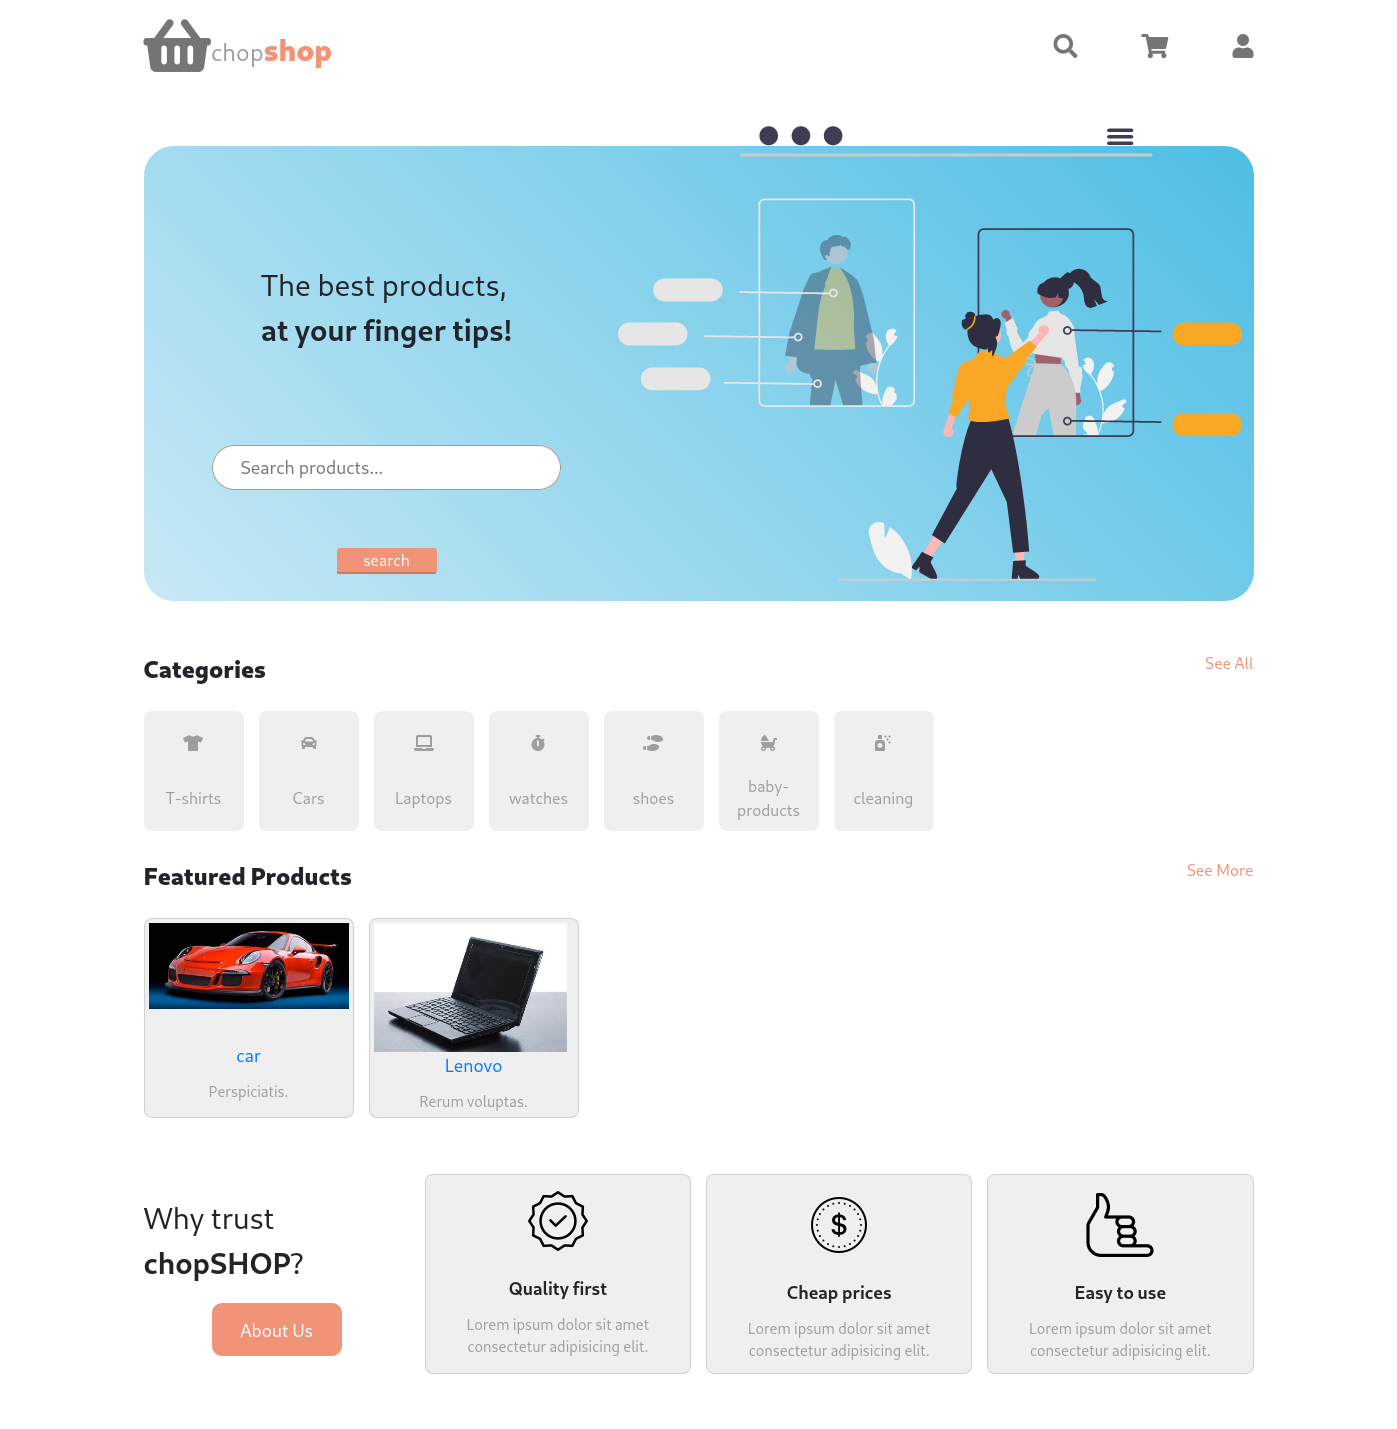 chopshop
The best products,
at your finger tips!
Search products...
search
Categories
See All
T-shirts
Cars
Laptops
watches
shoes
baby-
products
cleaning
Featured Products
See More
car
Perspiciatis.
Lenovo
Rerum voluptas.
Why trust
chopSHOP?
About Us
Quality first
Lorem ipsum dolor sit amet
consectetur adipisicing elit.
$
Cheap prices
Lorem ipsum dolor sit amet
consectetur adipisicing elit.
Easy to use
Lorem ipsum dolor sit amet
consectetur adipisicing elit.